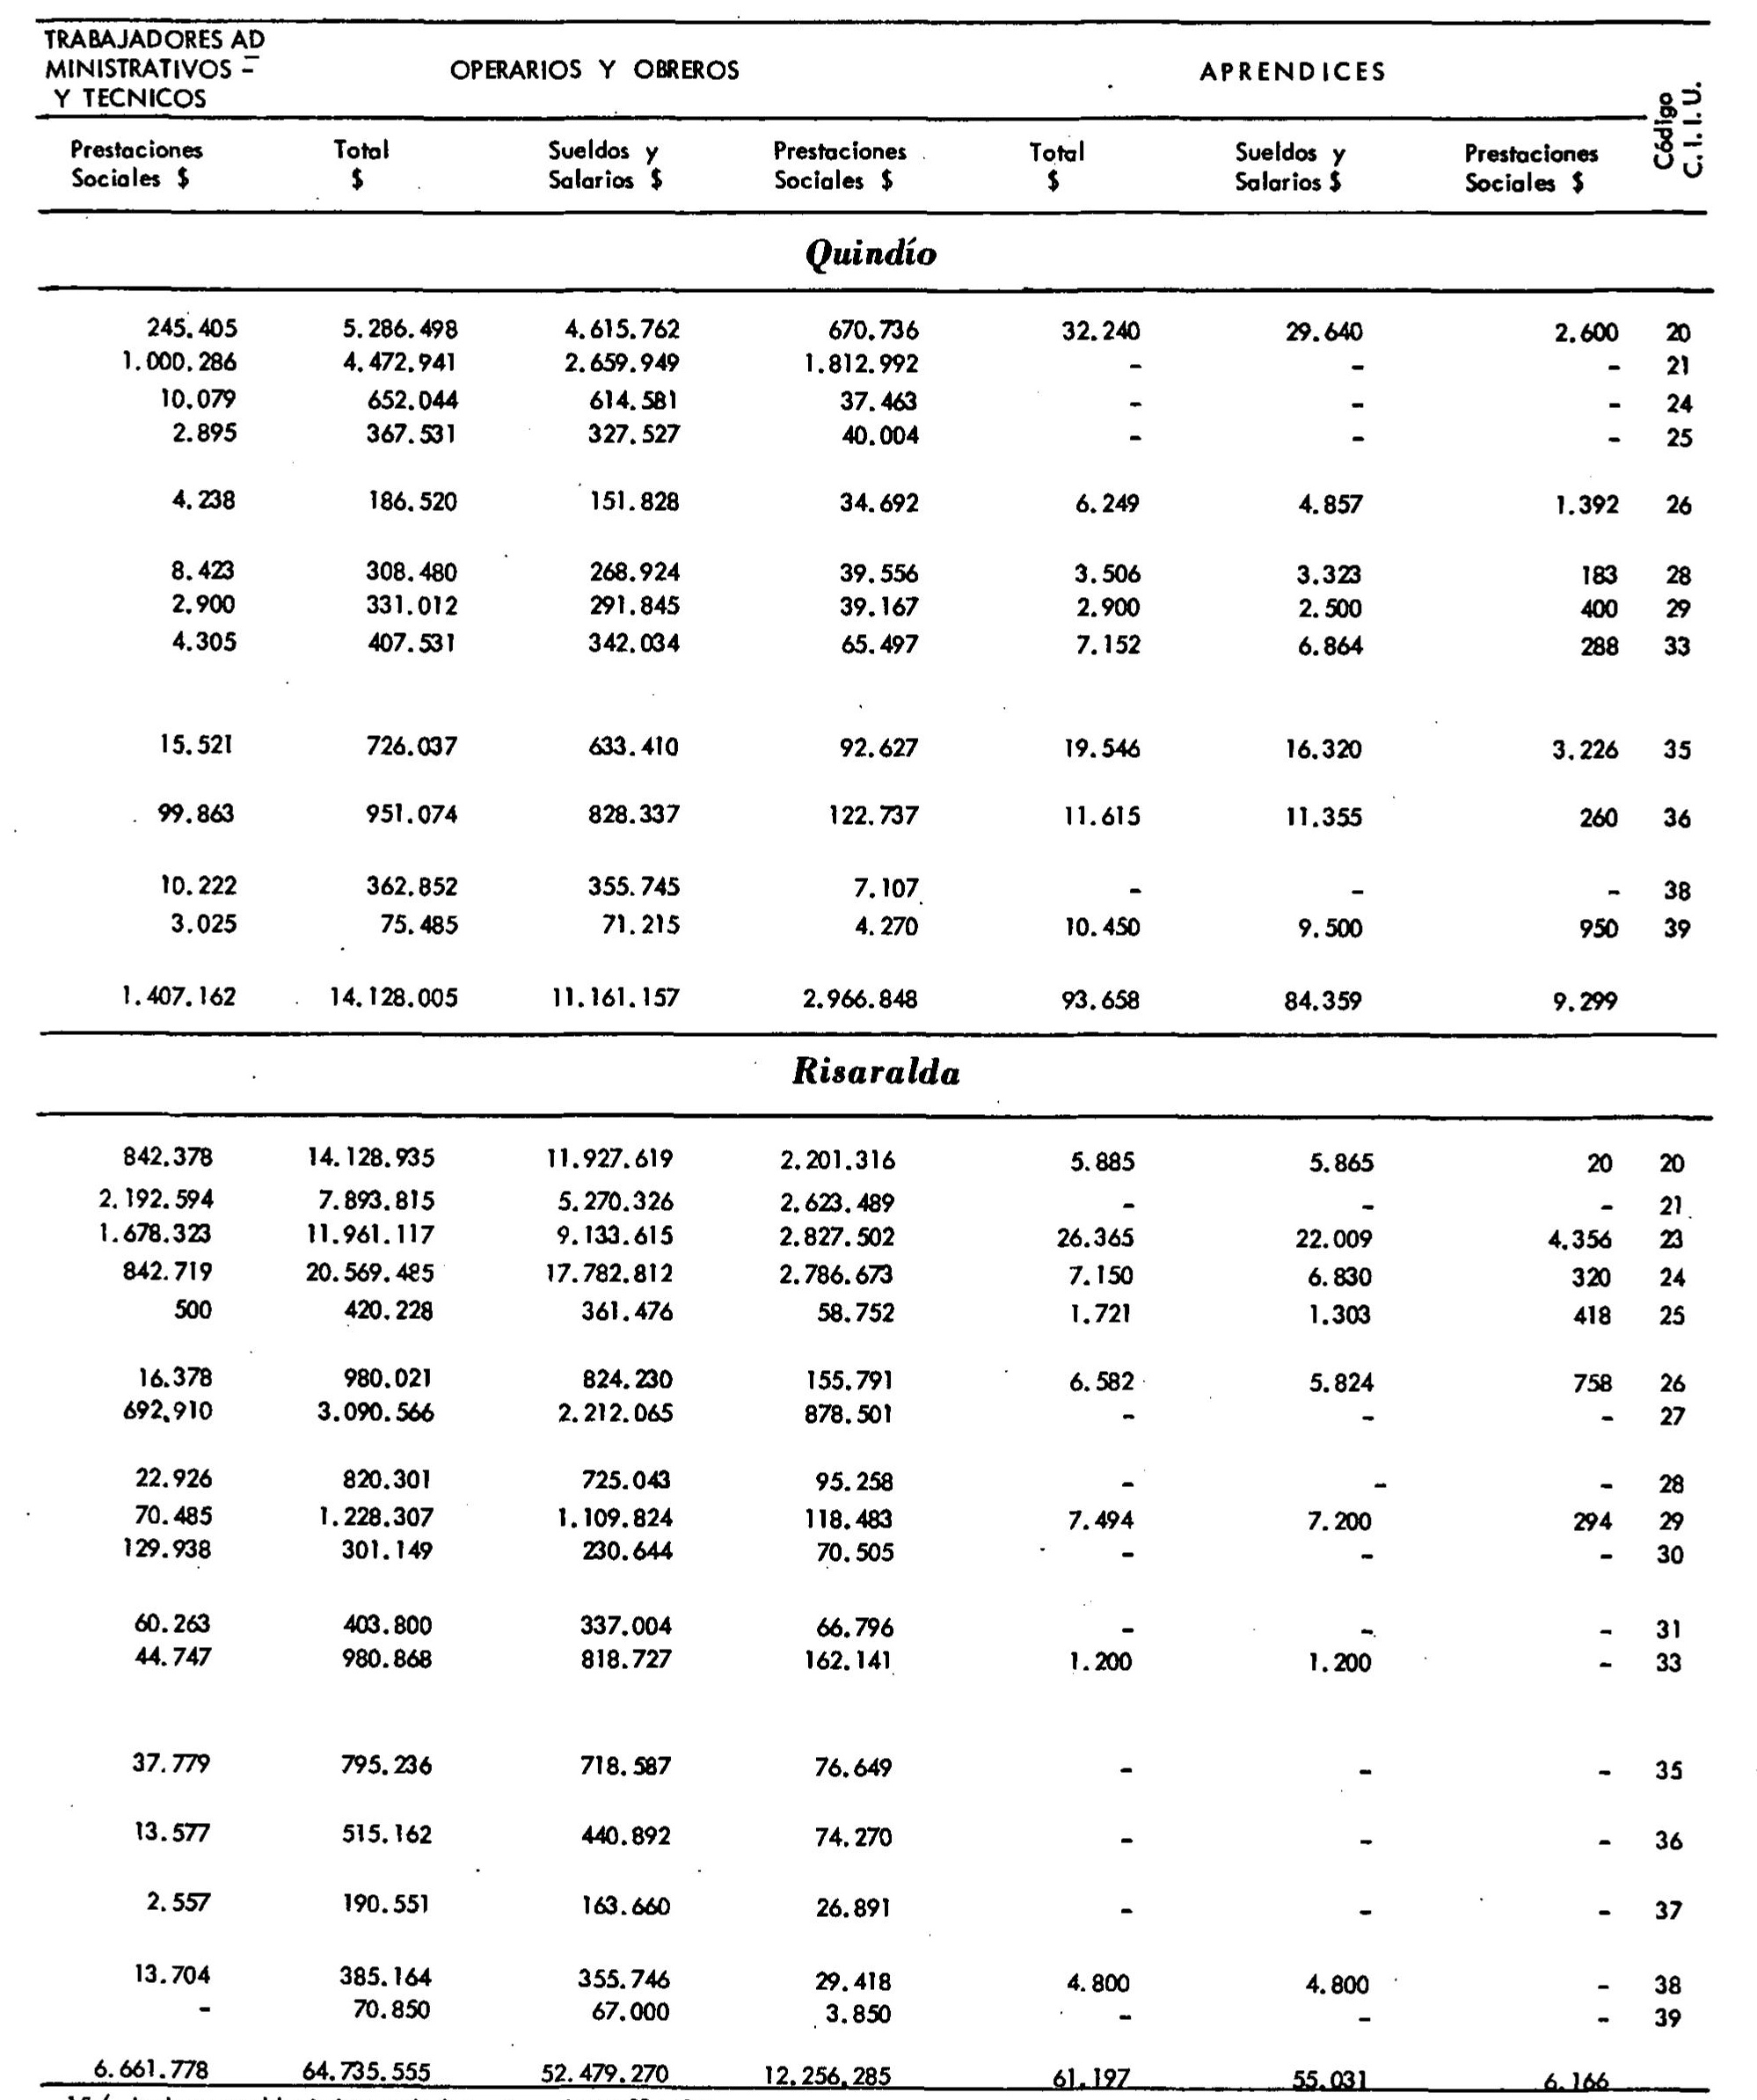 TRABAJADORES AD
MINISTRATIVOS –
Y TECNICOS
OPERARIOS Y OBREROS
APRENDICES
Código
C. I. I. U.
Prestaciones Sociales $ Total $ Sueldos y Salarios $ Prestaciones Sociales $ Total $ Sueldos y Salarios $ Prestaciones Sociales $
Quindío
245.405 5.286.498 4.615.762 670.736 32.240 29.640 2.600 20
1.000.286 4.472.941 2.659.949 1.812.992 – – – 21
10.079 652.044 614.581 37.463 – – – 24
2.895 367.531 327.527 40.004 – – – 25
4.238 186.520 151.828 34.692 6.249 4.857 1.392 26
8.423 308.480 268.924 39.556 3.506 3.323 183 28
2.900 331.012 291.845 39.167 2.900 2.500 400 29
4.305 407.531 342.034 65.497 7.152 6.864 288 33
15.521 726.037 633.410 92.627 19.546 16.320 3.226 35
99.863 951.074 828.337 122.737 11.615 11.355 260 36
10.222 362.852 355.745 7.107 – – – 38
3.025 75.485 71.215 4.270 10.450 9.500 950 39
1.407.162 14.128.005 11.161.157 2.966.848 93.658 84.359 9.299
Risaralda
842.378 14.128.935 11.927.619 2.201.316 5.885 5.865 20 20
2.192.594 7.893.815 5.270.326 2.623.489 – – – 21
1.678.323 11.961.117 9.133.615 2.827.502 26.365 22.009 4.356 23
842.719 20.569.485 17.782.812 2.786.673 7.150 6.830 320 24
500 420.228 361.476 58.752 1.721 1.303 418 25
16.378 980.021 824.230 155.791 6.582 5.824 758 26
692.910 3.090.566 2.212.065 878.501 – – – 27
22.926 820.301 725.043 95.258 – – – 28
70.485 1.228.307 1.109.824 118.483 7.494 7.200 294 29
129.938 301.149 230.644 70.505 – – – 30
60.263 403.800 337.004 66.796 – – – 31
44.747 980.868 818.727 162.141 1.200 1.200 – 33
37.779 795.236 718.587 76.649 – – – 35
13.577 515.162 440.892 74.270 – – – 36
2.557 190.551 163.660 26.891 – – – 37
13.704 385.164 355.746 29.418 4.800 4.800 – 38
– 70.850 67.000 3.850 – – – 39
6.661.778 64.735.555 52.479.270 12.256.285 61.197 55.031 6.166